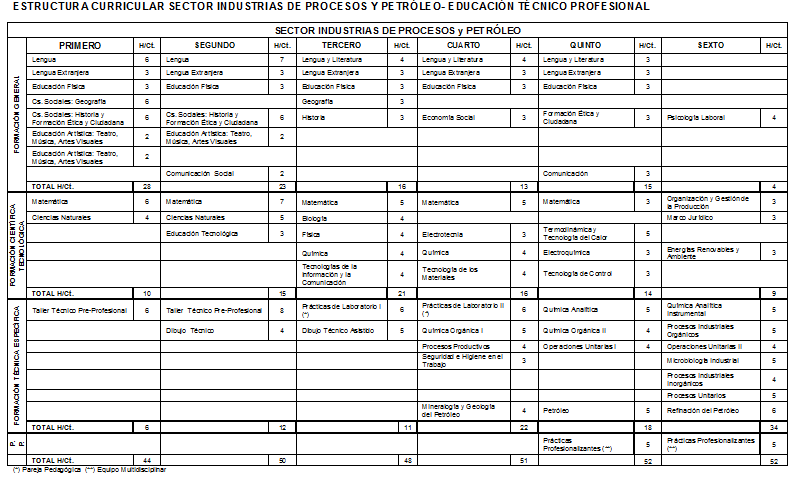 ESTRUCTURA CURRICULAR SECTOR INDUSTRIAS DE PROCESOS Y PETRÓLEO- EDUCACIÓN TÉCNICO PROFESIONAL
SECTOR INDUSTRIAS DE PROCESOS y PETRÓLEO
PRIMERO H/Ct. SEGUNDO H/Ct. TERCERO H/Ct. CUARTO H/Ct. QUINTO H/Ct. SEXTO H/Ct.
FORMACIÓN GENERAL
Lengua 6 Lengua 7 Lengua y Literatura 4 Lengua y Literatura 4 Lengua y Literatura 3
Lengua Extranjera 3 Lengua Extranjera 3 Lengua Extranjera 3 Lengua Extranjera 3 Lengua Extranjera 3
Educación Física 3 Educación Física 3 Educación Física 3 Educación Física 3 Educación Física 3
Cs. Sociales: Geografía 6 Geografía 3
Cs. Sociales: Historia y Formación Ética y Ciudadana 6 Cs. Sociales: Historia y Formación Ética y Ciudadana 6 Historia 3 Economía Social 3 Formación Ética y Ciudadana 3 Psicología Laboral 4
Educación Artística: Teatro, Música, Artes Visuales 2 Educación Artística: Teatro, Música, Artes Visuales 2
Educación Artística: Teatro, Música, Artes Visuales 2
Comunicación Social 2 Comunicación 3
TOTAL H/Ct. 28 23 16 13 15 4
FORMACIÓN CIENTÍFICA TECNOLÓGICA
Matemática 6 Matemática 7 Matemática 5 Matemática 5 Matemática 3 Organización y Gestión de la Producción 3
Ciencias Naturales 4 Ciencias Naturales 5 Biología 4 Marco Jurídico 3
Educación Tecnológica 3 Física 4 Electrotecnia 3 Termodinámica y Tecnología del Calor 5
Química 4 Química 4 Electroquímica 3 Energías Renovables y Ambiente 3
Tecnologías de la Información y la Comunicación 4 Tecnología de los Materiales 4 Tecnología de Control 3
TOTAL H/Ct. 10 15 21 16 14 9
FORMACIÓN TÉCNICA ESPECÍFICA
Taller Técnico Pre-Profesional 6 Taller Técnico Pre-Profesional 8 Prácticas de Laboratorio I (*) 6 Prácticas de Laboratorio II (*) 6 Química Analítica 5 Química Analítica Instrumental 5
Dibujo Técnico 4 Dibujo Técnico Asistido 5 Química Orgánica I 5 Química Orgánica II 4 Procesos Industriales Orgánicos 5
Procesos Productivos 4 Operaciones Unitarias I 4 Operaciones Unitarias II 4
Seguridad e Higiene en el Trabajo 3 Microbiología Industrial 5
Procesos Industriales Inorgánicos 4
Procesos Unitarios 5
Mineralogía y Geología del Petróleo 4 Petróleo 5 Refinación del Petróleo 6
TOTAL H/Ct. 6 12 11 22 18 34
P. P. Prácticas Profesionalizantes (**) 5 Prácticas Profesionalizantes (**) 5
TOTAL H/Ct. 44 50 48 51 52 52
(*) Pareja Pedagógica (**) Equipo Multidisciplinar